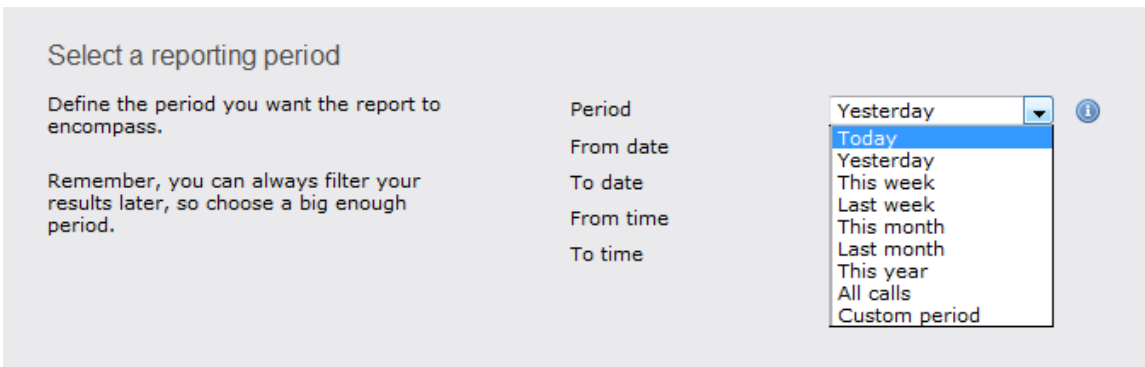 Select a reporting period
Define the period you want the report to
encompass.
Remember, you can always filter your
results later, so choose a big enough
period.
Period
Yesterday
From date
To date
From time
To time
Today
Yesterday
This week
Last week
This month
Last month
This year
All calls
Custom period